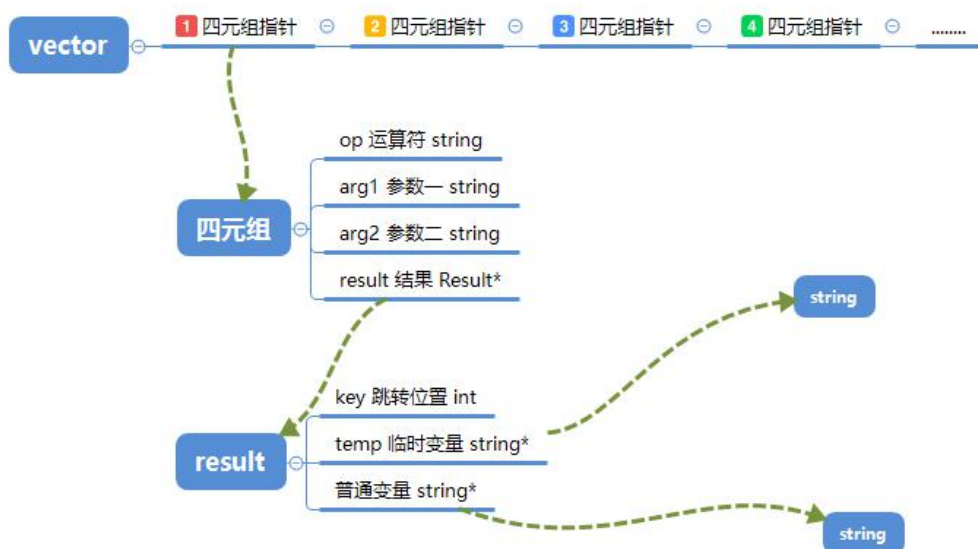 vector
1 四元组指针
2 四元组指针
3 四元组指针
4 四元组指针
........
四元组
op 运算符 string
arg1 参数一 string
arg2 参数二 string
result 结果 Result*
string
result
key 跳转位置 int
temp 临时变量 string*
普通变量 string*
string